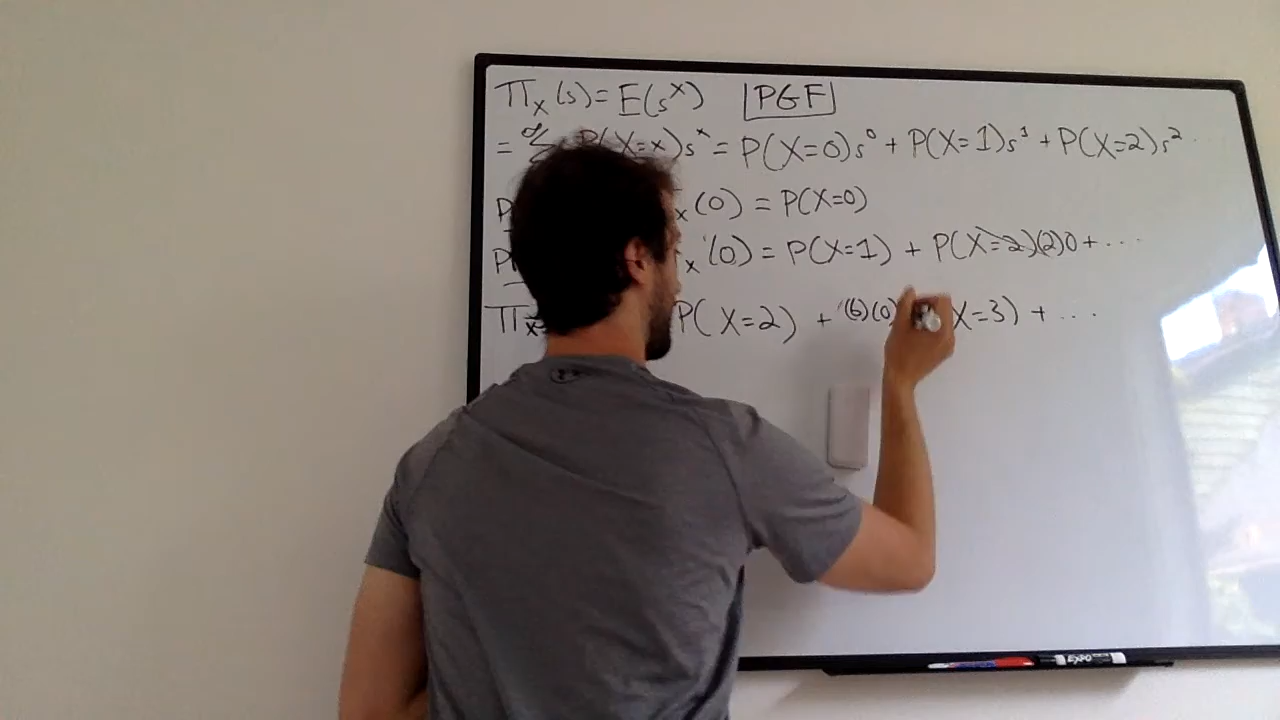 π_x(s) = E(s^x) PGF
= Σ P(X=x)s^x = P(X=0)s^0 + P(X=1)s^1 + P(X=2)s^2 ...
x(0) = P(X=0)
x'(0) = P(X=1) + P(X=2)(2)0 + ...
π_x P(X=2) + (6)(0) X=3) + ...
EXPO